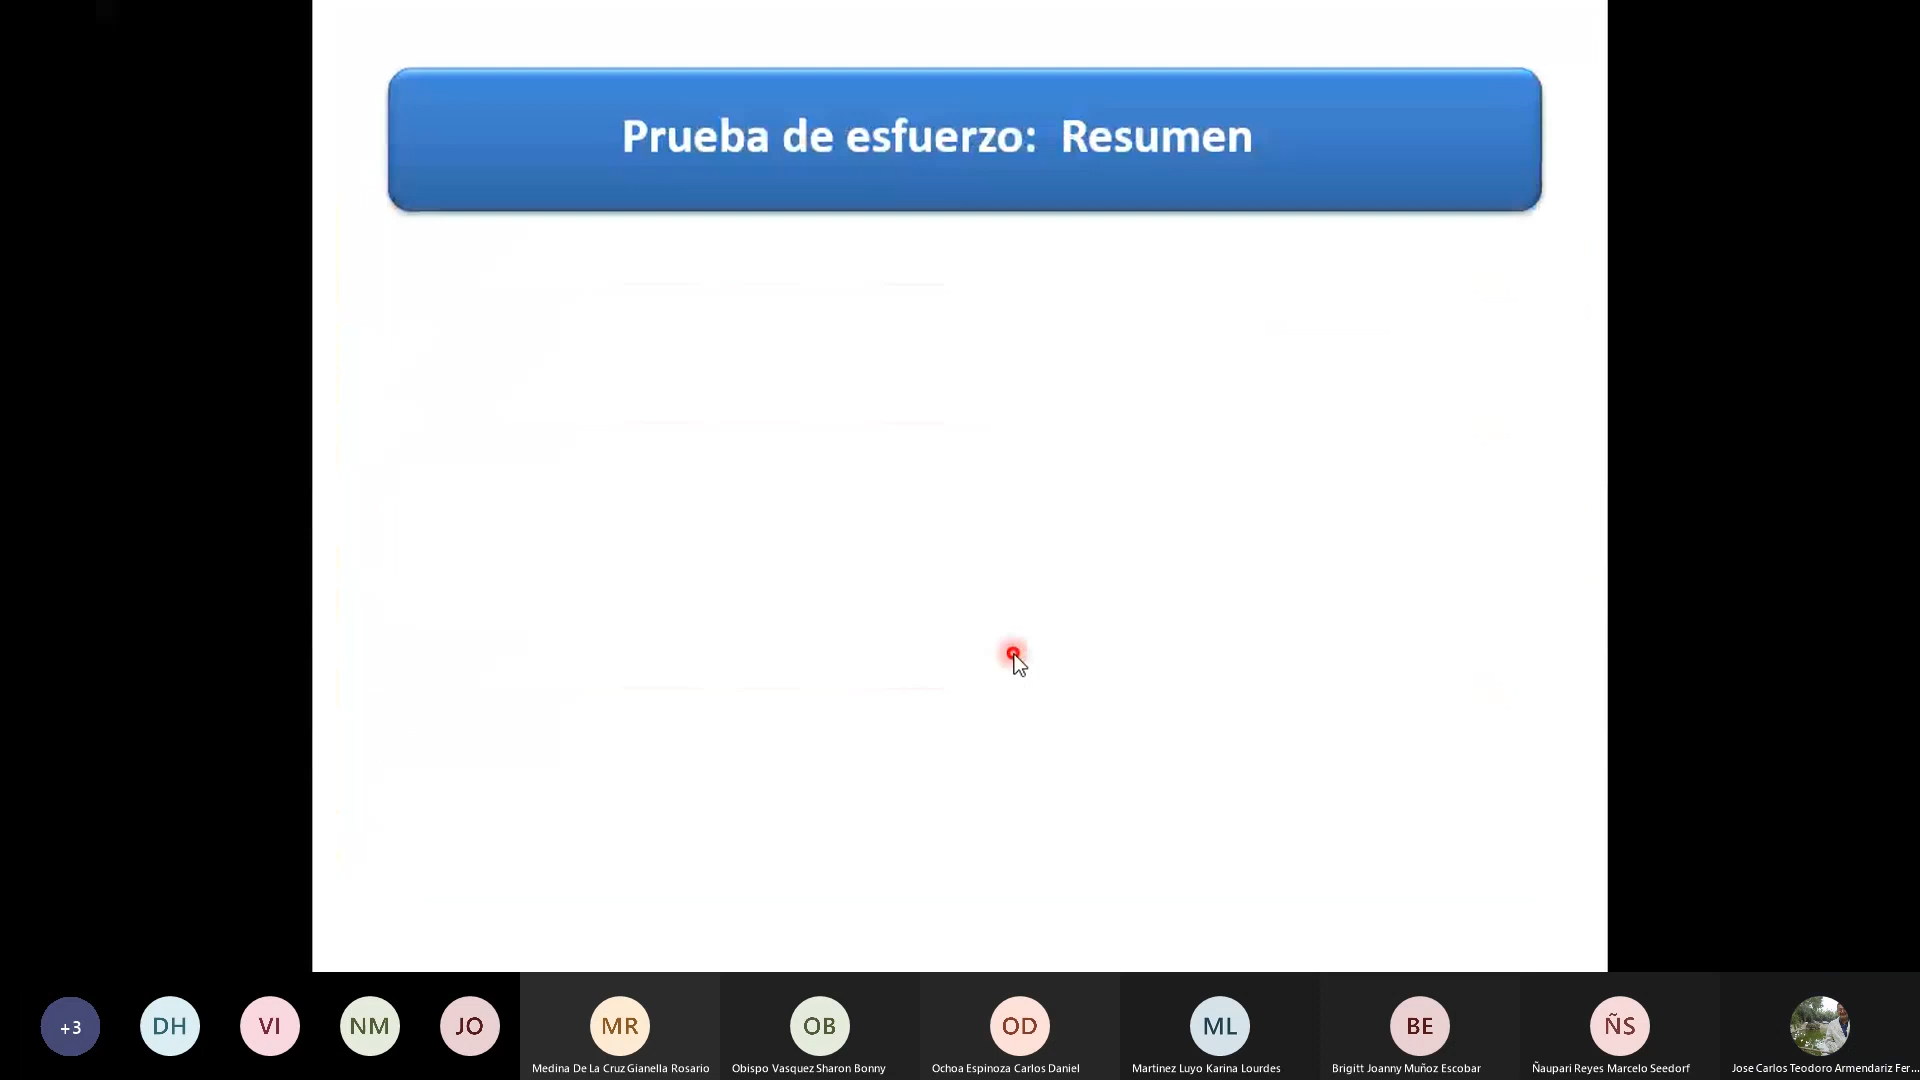 Prueba de esfuerzo: Resumen
+3
DH
VI
NM
JO
MR
OB
OD
ML
BE
ÑS
Medina De La Cruz Gianella Rosario
Obispo Vasquez Sharon Bonny
Ochoa Espinoza Carlos Daniel
Martinez Luyo Karina Lourdes
Brigitt Joanny Muñoz Escobar
Ñaupari Reyes Marcelo Seedorf
Jose Carlos Teodoro Armendariz Fer...